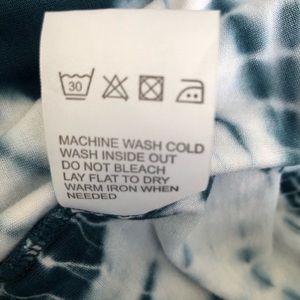 30
MACHINE WASH COLD
WASH INSIDE OUT
DO NOT BLEACH
LAY FLAT TO DRY
WARM IRON WHEN
NEEDED